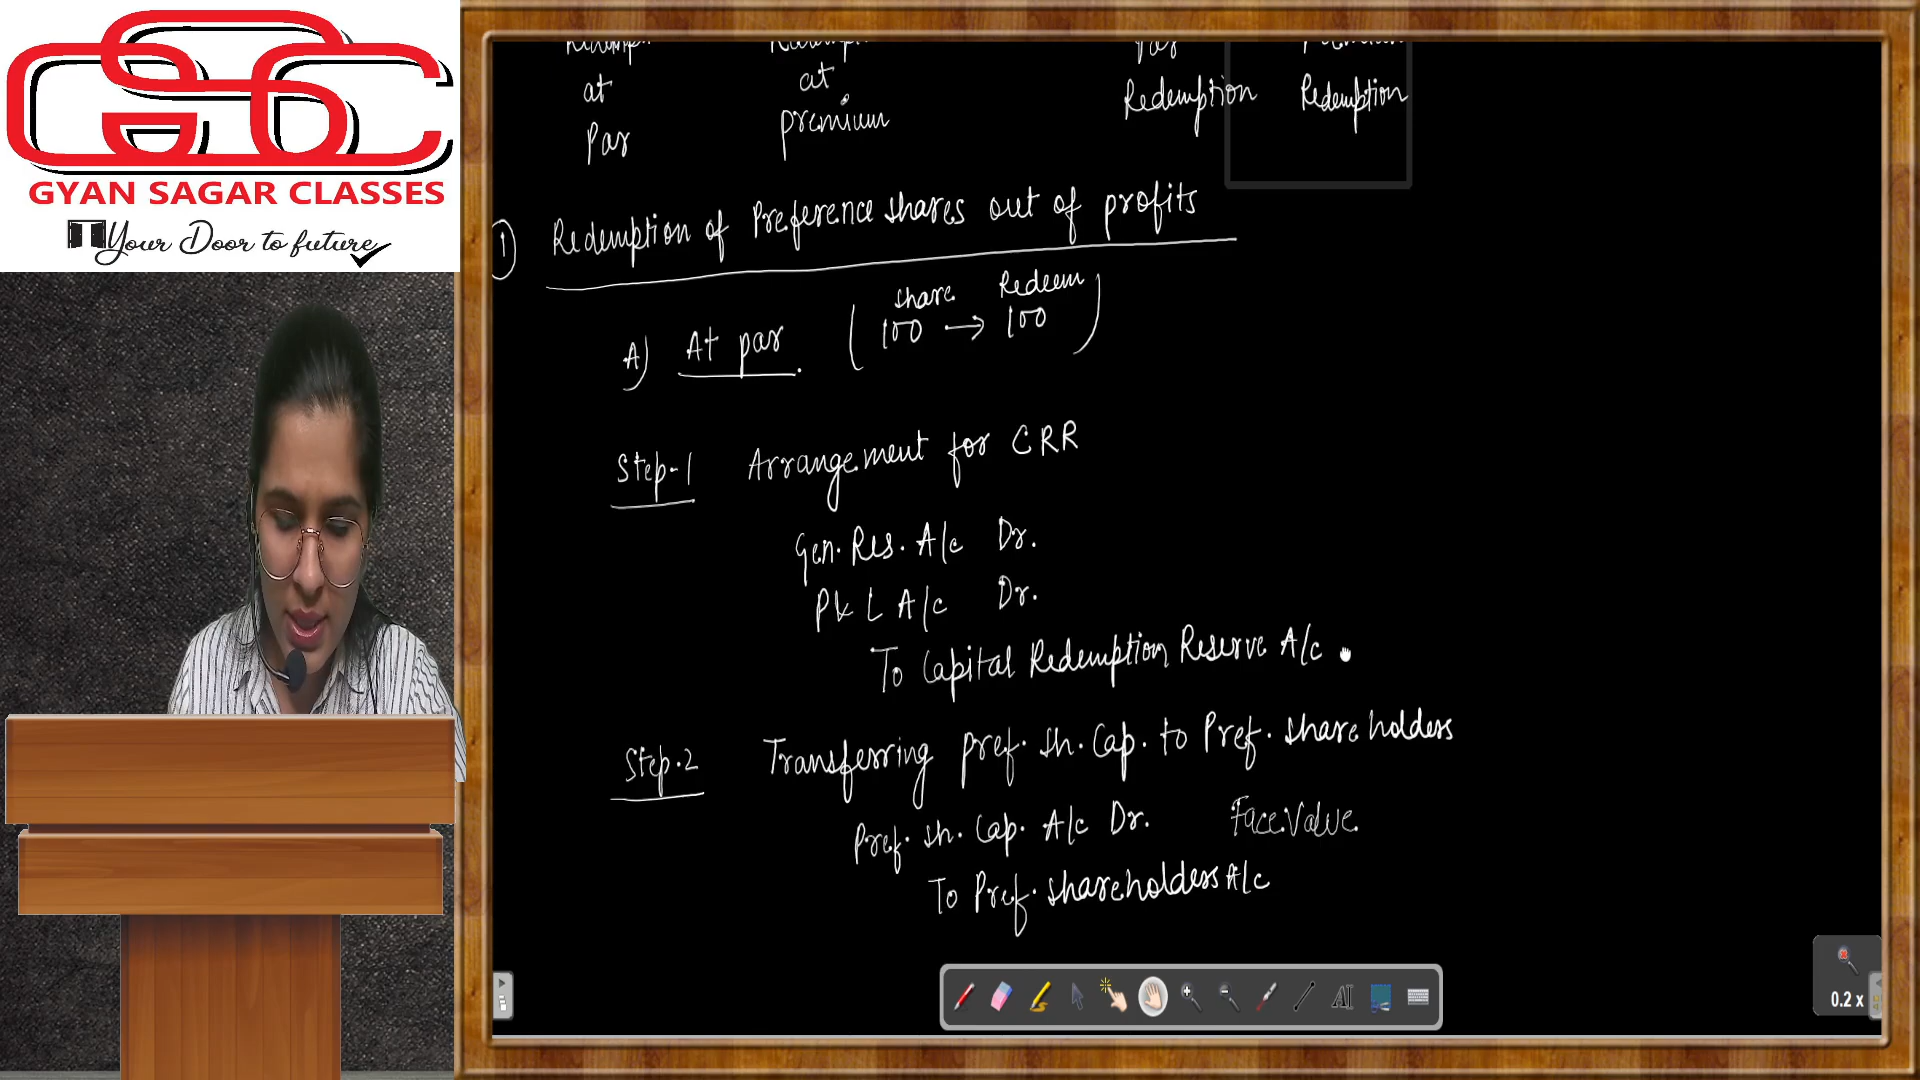 GSC
GYAN SAGAR CLASSES
Your Door to future
at
Par
at
premium
Redemption
Redemption
1 Redemption of Preference shares out of profits
A) At par. ( share 100 → Redeem 100 )
Step-1 Arrangement for CRR
Gen. Res. A/c Dr.
P & L A/c Dr.
To Capital Redemption Reserve A/c
Step-2 Transferring pref. sh. Cap. to Pref. shareholders
Pref. sh. Cap. A/c Dr. Face Value.
To Pref. shareholders A/c
0.2 x